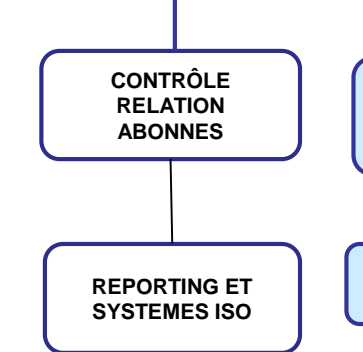 CONTRÔLE
RELATION
ABONNES
REPORTING ET
SYSTEMES ISO